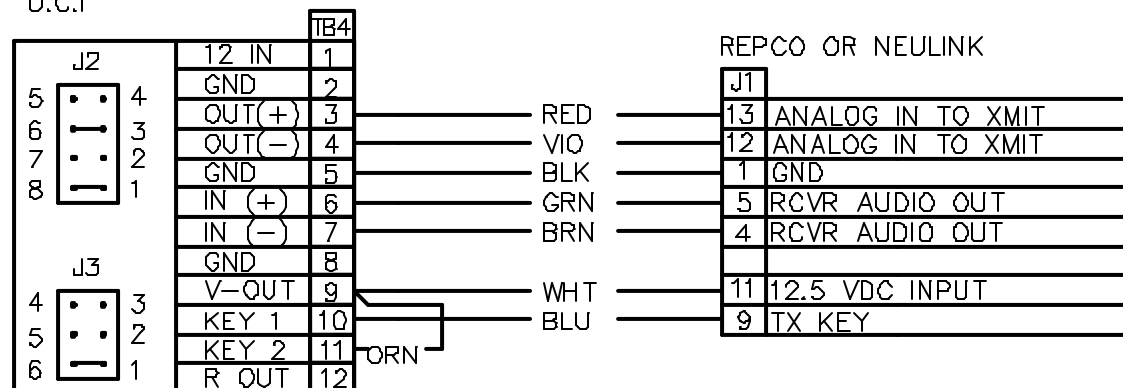 U.C.I
TB4
REPCO OR NEULINK
J2
12 IN 1
J1
5 4 GND 2
OUT(+) 3 RED 13 ANALOG IN TO XMIT
6 3 OUT(-) 4 VIO 12 ANALOG IN TO XMIT
7 2 GND 5 BLK 1 GND
8 1 IN (+) 6 GRN 5 RCVR AUDIO OUT
IN (-) 7 BRN 4 RCVR AUDIO OUT
J3 GND 8
4 3 V-OUT 9 WHT 11 12.5 VDC INPUT
5 2 KEY 1 10 BLU 9 TX KEY
KEY 2 11 ORN
6 1 R OUT 12